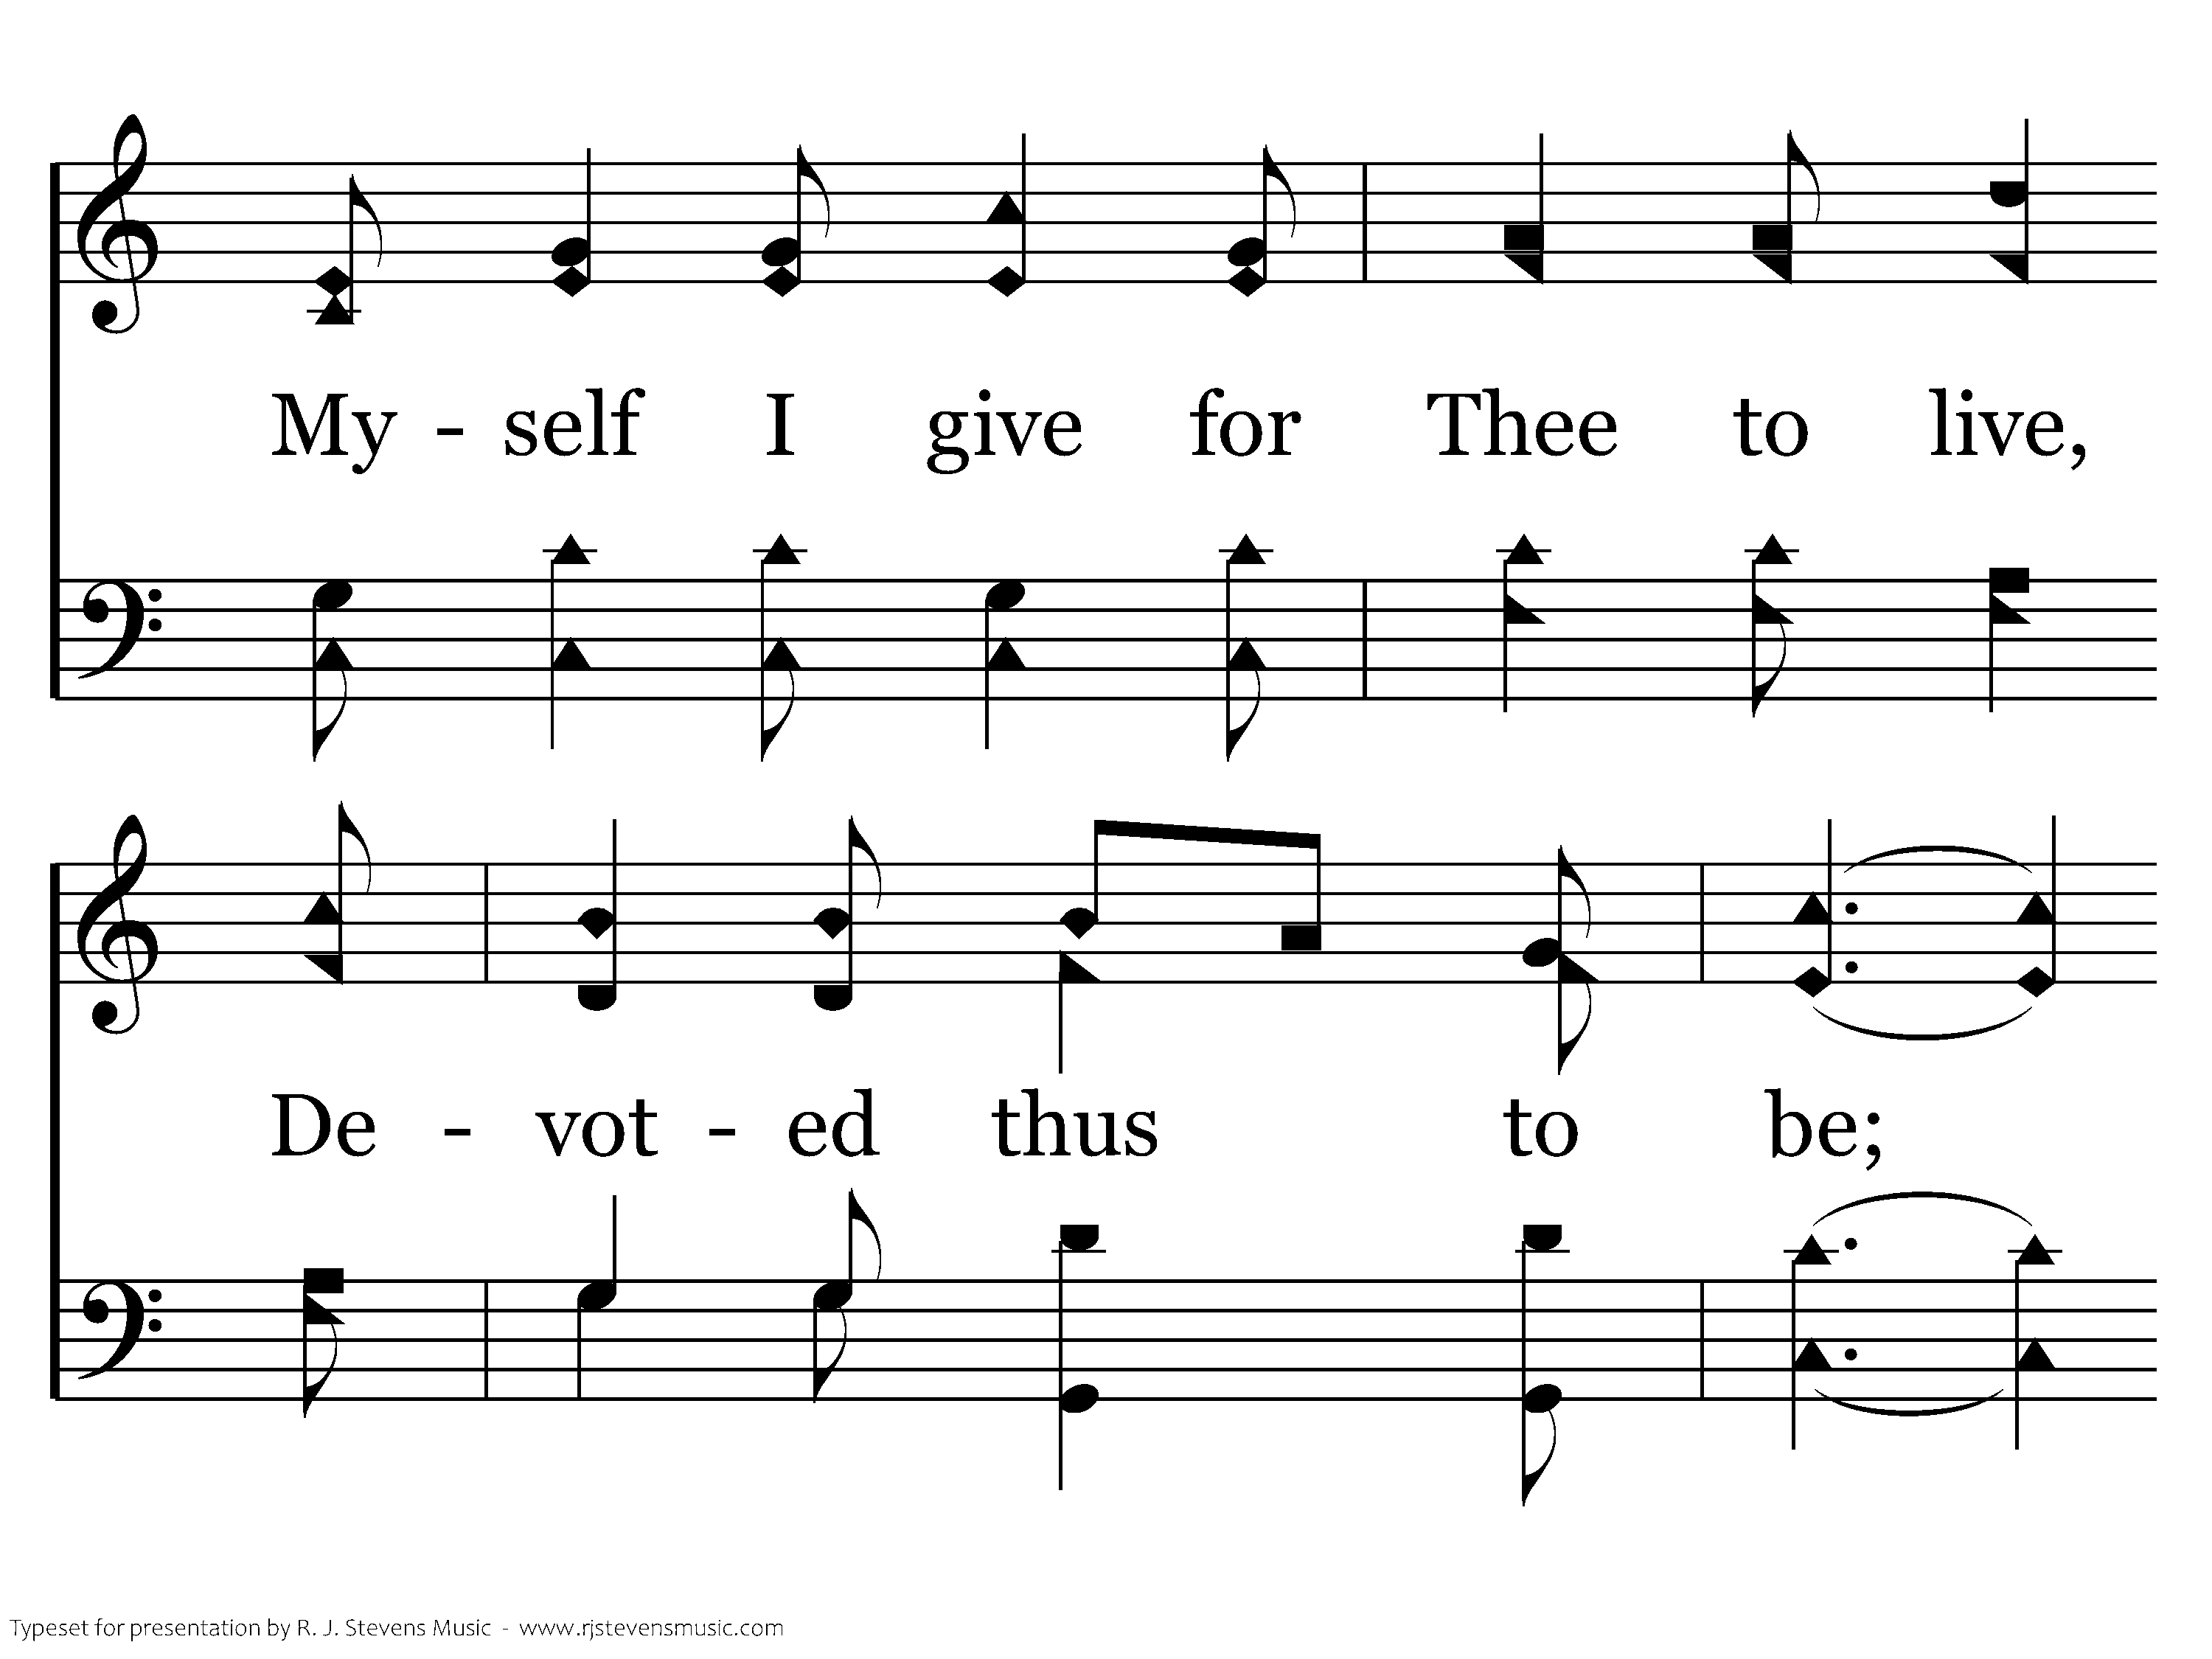 My - self I give for Thee to live,
De - vot - ed thus to be;
Typeset for presentation by R. J. Stevens Music - www.rjstevensmusic.com